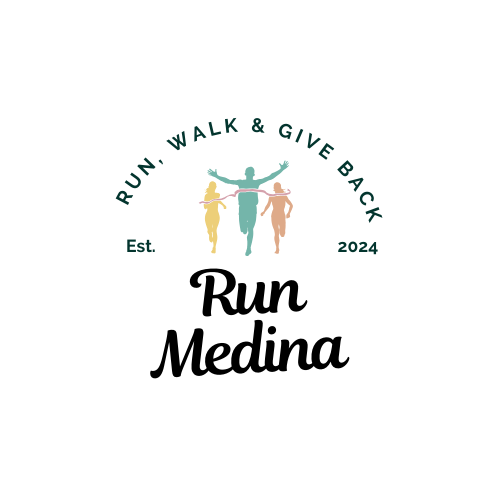 RUN, WALK & GIVE BACK
Est.
2024
Run
Medina